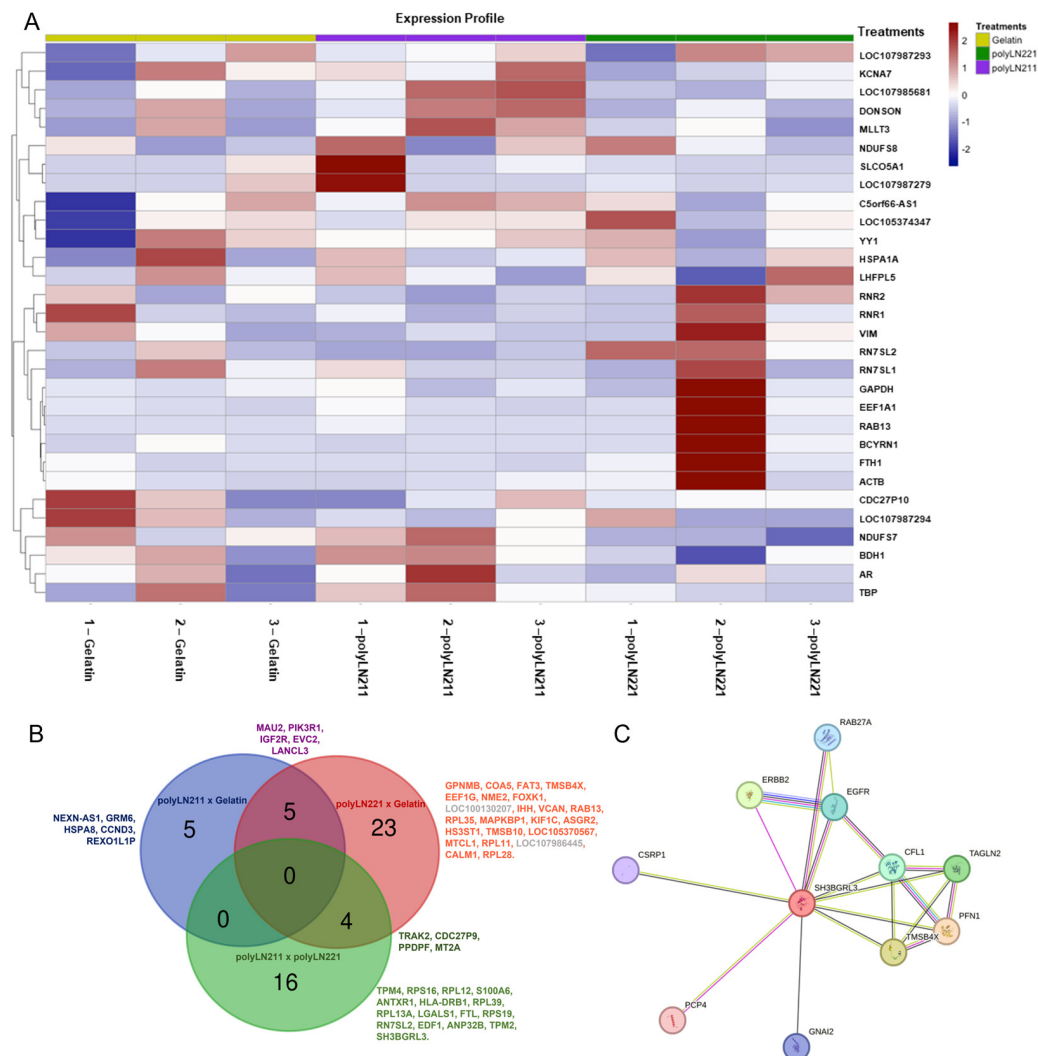 A
Expression Profile
Treatments
LOC107987293
KCNA7
LOC107985681
DONSON
MLLT3
NDUFS8
SLCO5A1
LOC107987279
C5orf66-AS1
LOC105374347
YY1
HSPA1A
LHFPL5
RNR2
RNR1
VIM
RN7SL2
RN7SL1
GAPDH
EEF1A1
RAB13
BCYRN1
FTH1
ACTB
CDC27P10
LOC107987294
NDUFS7
BDH1
AR
TBP
2
1
0
-1
-2
Treatments
Gelatin
polyLN221
polyLN211
1 – Gelatin
2 – Gelatin
3 – Gelatin
1–polyLN211
2–polyLN211
3–polyLN211
1–polyLN221
2–polyLN221
3–polyLN221
B
MAU2, PIK3R1,
IGF2R, EVC2,
LANCL3
polyLN211 x Gelatin
5
polyLN221 x Gelatin
5
23
0
0
4
polyLN211 x polyLN221
16
NEXN-AS1, GRM6,
HSPA8, CCND3,
REXO1L1P
GPNMB, COA5, FAT3, TMSB4X,
EEF1G, NME2, FOXK1,
LOC100130207, IHH, VCAN, RAB13,
RPL35, MAPKBP1, KIF1C, ASGR2,
HS3ST1, TMSB10, LOC105370567,
MTCL1, RPL11, LOC107986445,
CALM1, RPL28.
TRAK2, CDC27P9,
PPDPF, MT2A
TPM4, RPS16, RPL12, S100A6,
ANTXR1, HLA-DRB1, RPL39,
RPL13A, LGALS1, FTL, RPS19,
RN7SL2, EDF1, ANP32B, TPM2,
SH3BGRL3.
C
RAB27A
ERBB2
EGFR
CFL1
TAGLN2
CSRP1
SH3BGRL3
PFN1
TMSB4X
PCP4
GNAI2